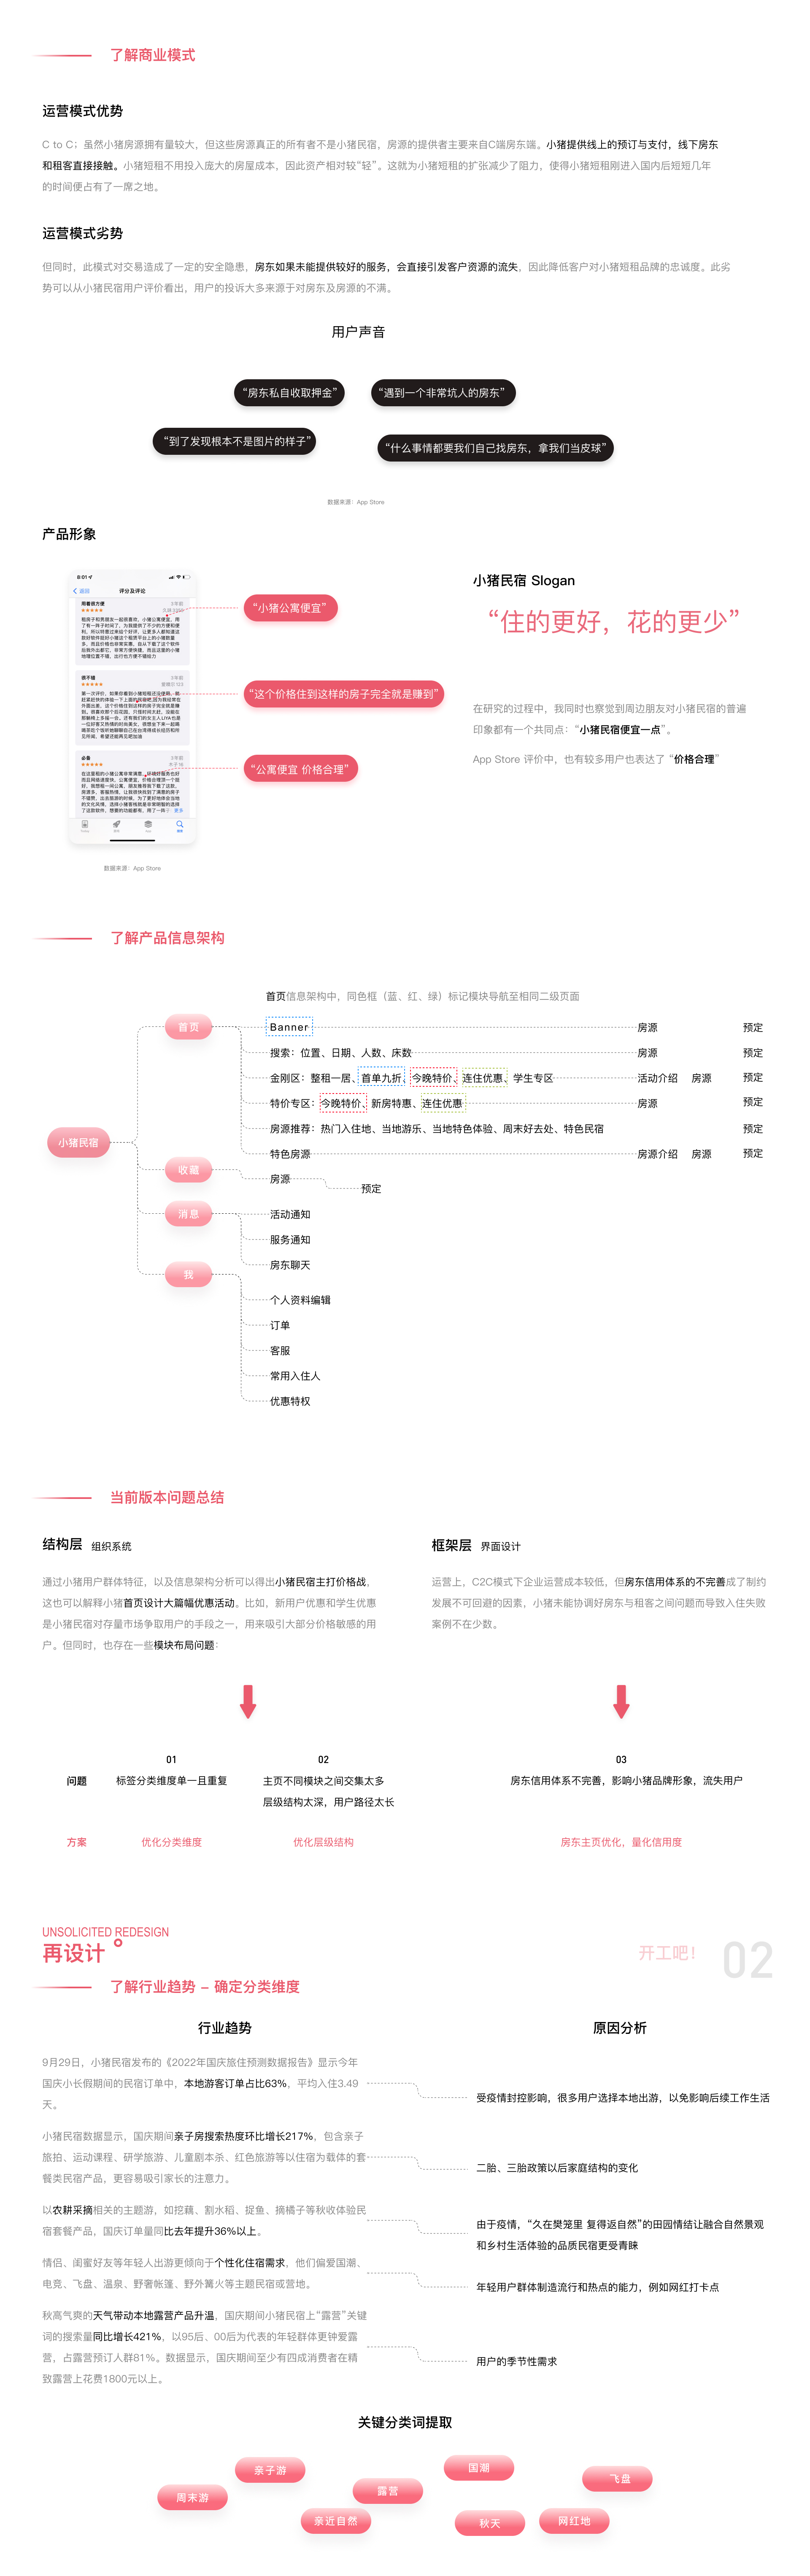 了解商业模式
运营模式优势
C to C；虽然小猪房源拥有量较大，但这些房源真正的所有者不是小猪民宿，房源的提供者主要来自C端房东端。小猪提供线上的预订与支付，线下房东
和租客直接接触。小猪短租不用投入庞大的房屋成本，因此资产相对较“轻”。这就为小猪短租的扩张减少了阻力，使得小猪短租刚进入国内后短短几年
的时间便占有了一席之地。
运营模式劣势
但同时，此模式对交易造成了一定的安全隐患，房东如果未能提供较好的服务，会直接引发客户资源的流失，因此降低客户对小猪短租品牌的忠诚度。此劣
势可以从小猪民宿用户评价看出，用户的投诉大多来源于对房东及房源的不满。
用户声音
“房东私自收取押金”
“遇到一个非常坑人的房东”
“到了发现根本不是图片的样子”
“什么事情都要我们自己找房东，拿我们当皮球”
数据来源：App Store
产品形象
8:01
返回
评分及评论
用着挺方便
2年前
很不错
3年前
必备
3年前
更多
搜索
数据来源：App Store
“小猪公寓便宜”
“这个价格住到这样的房子完全就是赚到”
“公寓便宜 价格合理”
小猪民宿 Slogan
“住的更好，花的更少”
在研究的过程中，我同时也察觉到周边朋友对小猪民宿的普遍
印象都有一个共同点：“小猪民宿便宜一点”。
App Store 评价中，也有较多用户也表达了 “价格合理”
了解产品信息架构
首页信息架构中，同色框（蓝、红、绿）标记模块导航至相同二级页面
小猪民宿
首页
Banner
房源
预定
搜索：位置、日期、人数、床数
房源
预定
金刚区：整租一居、首单九折、今晚特价、连住优惠、学生专区
活动介绍
房源
预定
特价专区：今晚特价、新房特惠、连住优惠
房源
预定
房源推荐：热门入住地、当地游乐、当地特色体验、周末好去处、特色民宿
预定
特色房源
房源介绍
房源
预定
收藏
房源
预定
消息
活动通知
服务通知
房东聊天
我
个人资料编辑
订单
客服
常用入住人
优惠特权
当前版本问题总结
结构层 组织系统
通过小猪用户群体特征，以及信息架构分析可以得出小猪民宿主打价格战，
这也可以解释小猪首页设计大篇幅优惠活动。比如，新用户优惠和学生优惠
是小猪民宿对存量市场争取用户的手段之一，用来吸引大部分价格敏感的用
户。但同时，也存在一些模块布局问题：
框架层 界面设计
运营上，C2C模式下企业运营成本较低，但房东信用体系的不完善成了制约
发展不可回避的因素，小猪未能协调好房东与租客之间问题而导致入住失败
案例不在少数。
01
02
03
问题
标签分类维度单一且重复
主页不同模块之间交集太多
层级结构太深，用户路径太长
房东信用体系不完善，影响小猪品牌形象，流失用户
方案
优化分类维度
优化层级结构
房东主页优化，量化信用度
UNSOLICITED REDESIGN
再设计
开工吧！
02
了解行业趋势 – 确定分类维度
行业趋势
原因分析
9月29日，小猪民宿发布的《2022年国庆旅住预测数据报告》显示今年
国庆小长假期间的民宿订单中，本地游客订单占比63%，平均入住3.49
天。
受疫情封控影响，很多用户选择本地出游，以免影响后续工作生活
小猪民宿数据显示，国庆期间亲子房搜索热度环比增长217%，包含亲子
旅拍、运动课程、研学旅游、儿童剧本杀、红色旅游等以住宿为载体的套
餐类民宿产品，更容易吸引家长的注意力。
二胎、三胎政策以后家庭结构的变化
以农耕采摘相关的主题游，如挖藕、割水稻、捉鱼、摘橘子等秋收体验民
宿套餐产品，国庆订单量同比去年提升36%以上。
由于疫情，“久在樊笼里 复得返自然”的田园情结让融合自然景观
和乡村生活体验的品质民宿更受青睐
情侣、闺蜜好友等年轻人出游更倾向于个性化住宿需求，他们偏爱国潮、
电竞、飞盘、温泉、野奢帐篷、野外篝火等主题民宿或营地。
年轻用户群体制造流行和热点的能力，例如网红打卡点
秋高气爽的天气带动本地露营产品升温，国庆期间小猪民宿上“露营”关键
词的搜索量同比增长421%，以95后、00后为代表的年轻群体更钟爱露
营，占露营预订人群81%。数据显示，国庆期间至少有四成消费者在精
致露营上花费1800元以上。
用户的季节性需求
关键分类词提取
亲子游
国潮
飞盘
周末游
露营
亲近自然
秋天
网红地